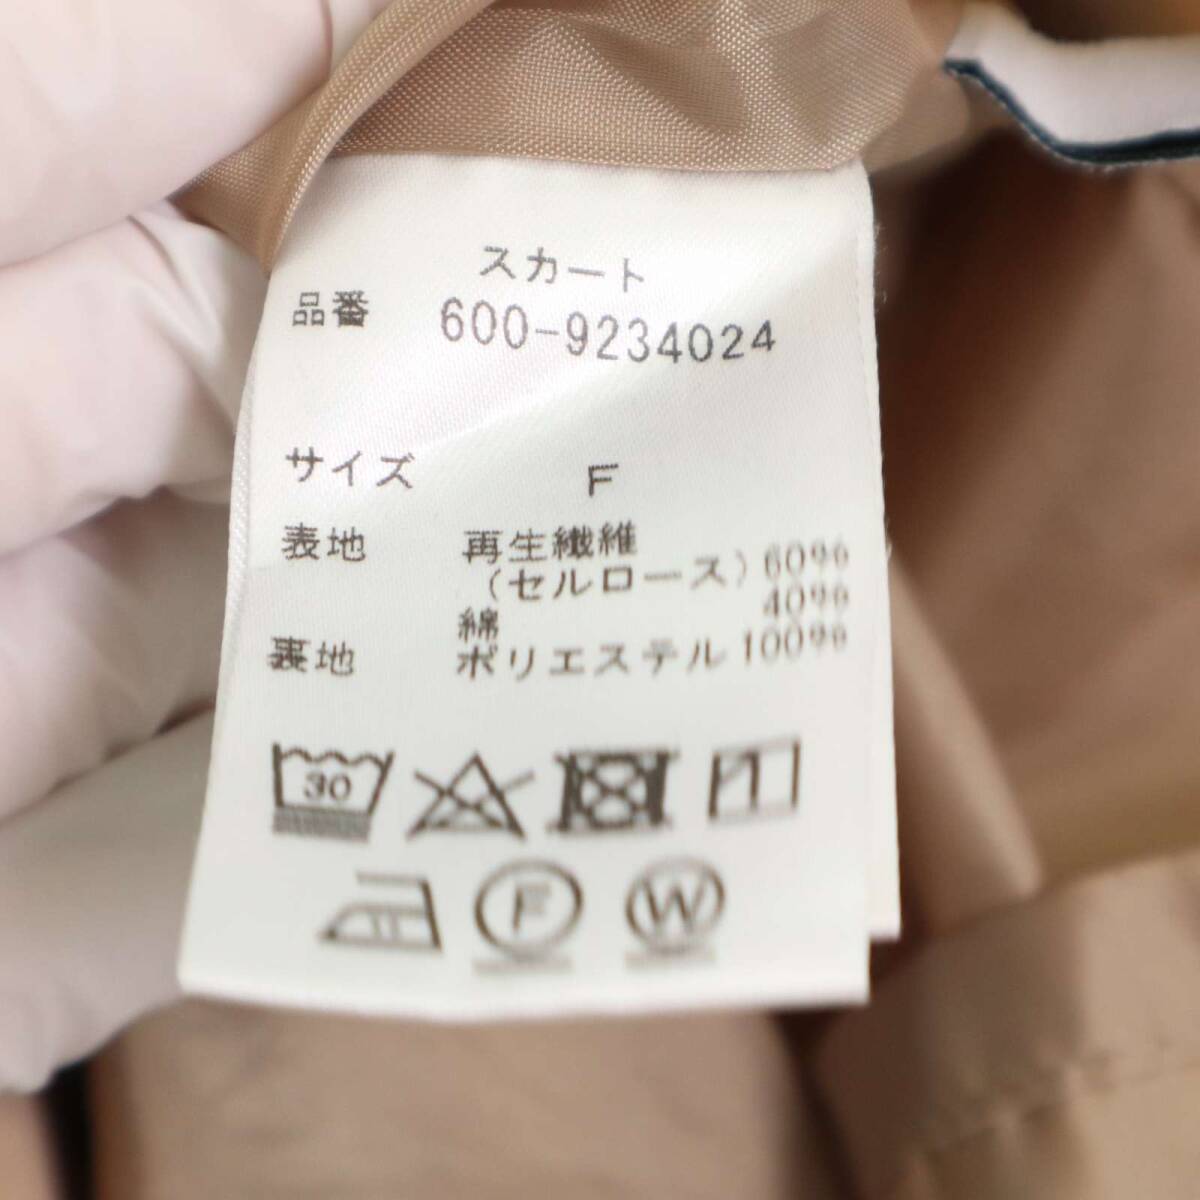 スカート
品番 600-9234024
サイズ F
表地 再生繊維
(セルロース) 60%
綿 40%
裏地 ポリエステル 100%
30
F W